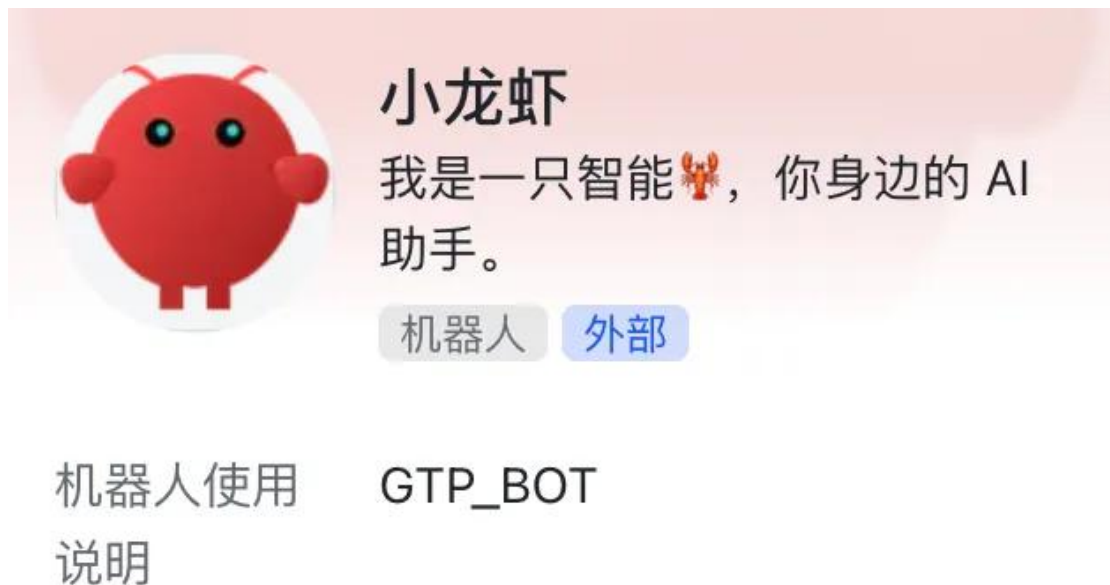 小龙虾
我是一只智能🦞，你身边的 AI
助手。
机器人 外部
机器人使用 GTP_BOT
说明